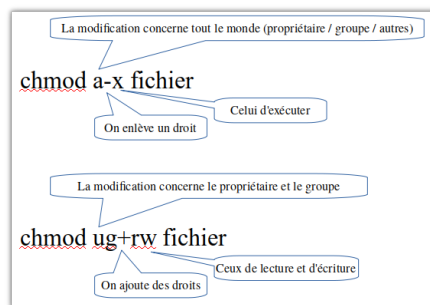 La modification concerne tout le monde (propriétaire / groupe / autres)
chmod a-x fichier
Celui d'exécuter
On enlève un droit
La modification concerne le propriétaire et le groupe
chmod ug+rw fichier
Ceux de lecture et d'écriture
On ajoute des droits